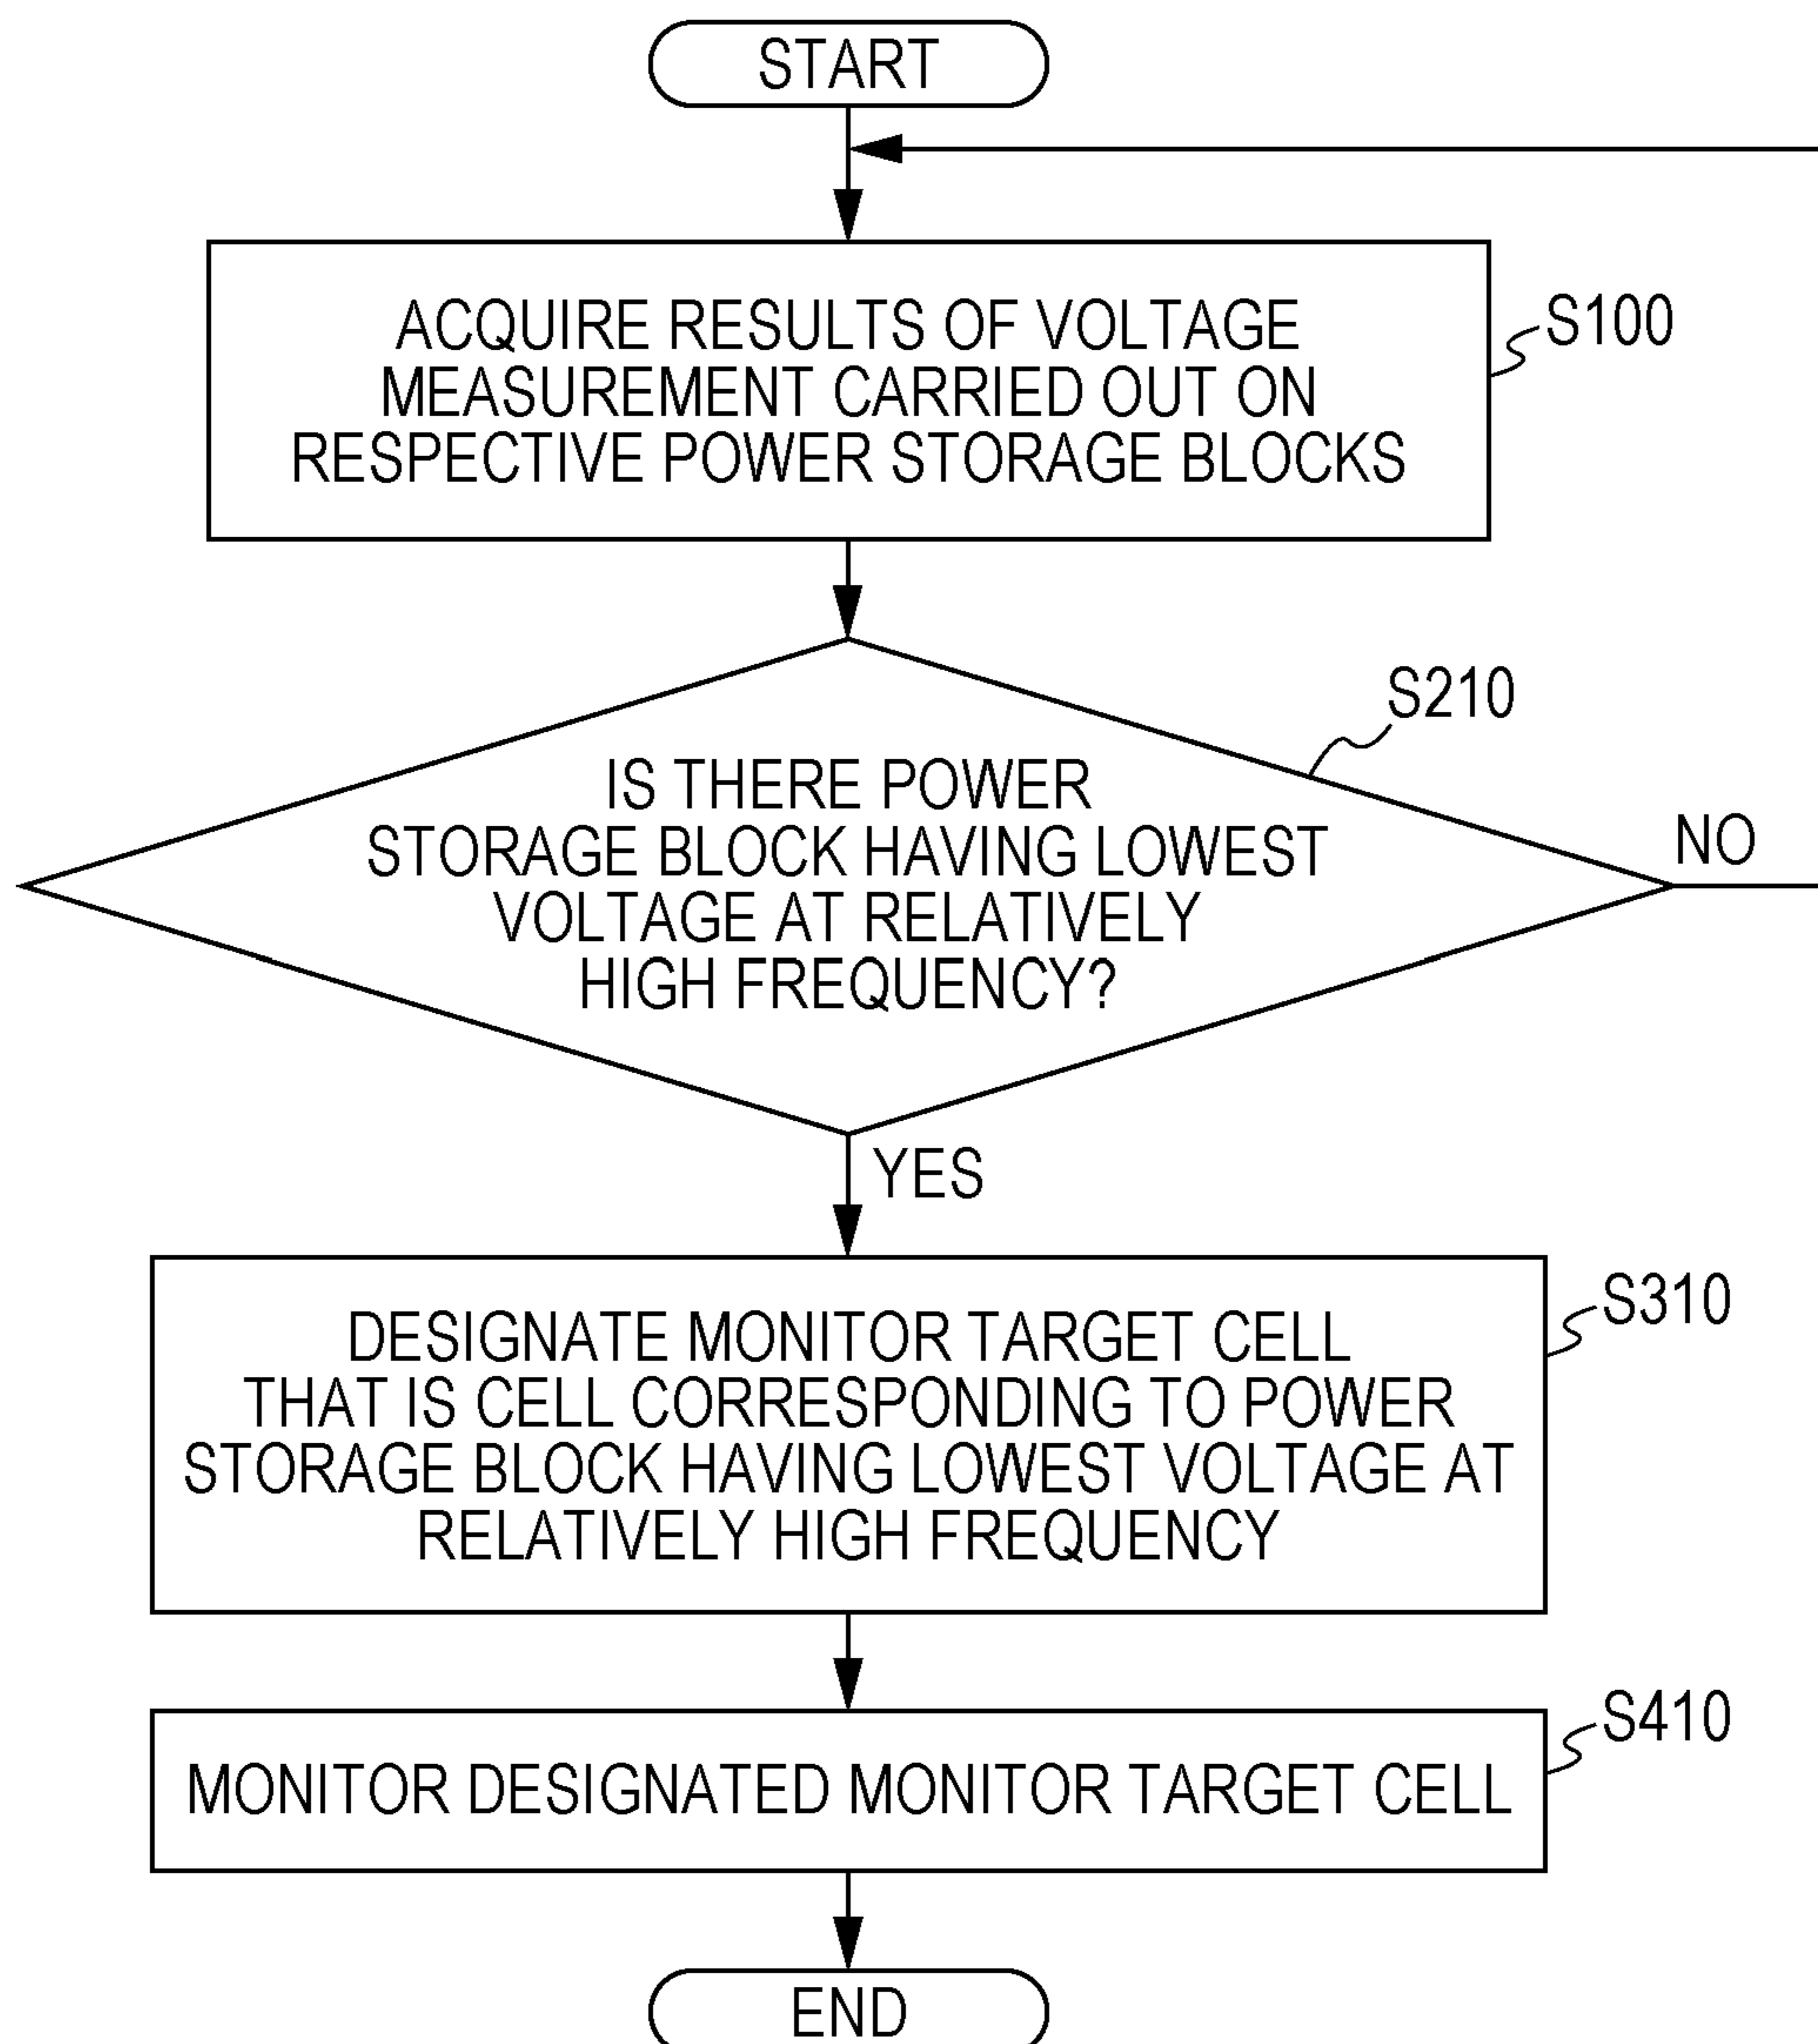 START
ACQUIRE RESULTS OF VOLTAGE
MEASUREMENT CARRIED OUT ON
RESPECTIVE POWER STORAGE BLOCKS
S100
S210
IS THERE POWER
STORAGE BLOCK HAVING LOWEST
VOLTAGE AT RELATIVELY
HIGH FREQUENCY?
NO
YES
DESIGNATE MONITOR TARGET CELL
THAT IS CELL CORRESPONDING TO POWER
STORAGE BLOCK HAVING LOWEST VOLTAGE AT
RELATIVELY HIGH FREQUENCY
S310
MONITOR DESIGNATED MONITOR TARGET CELL
S410
END